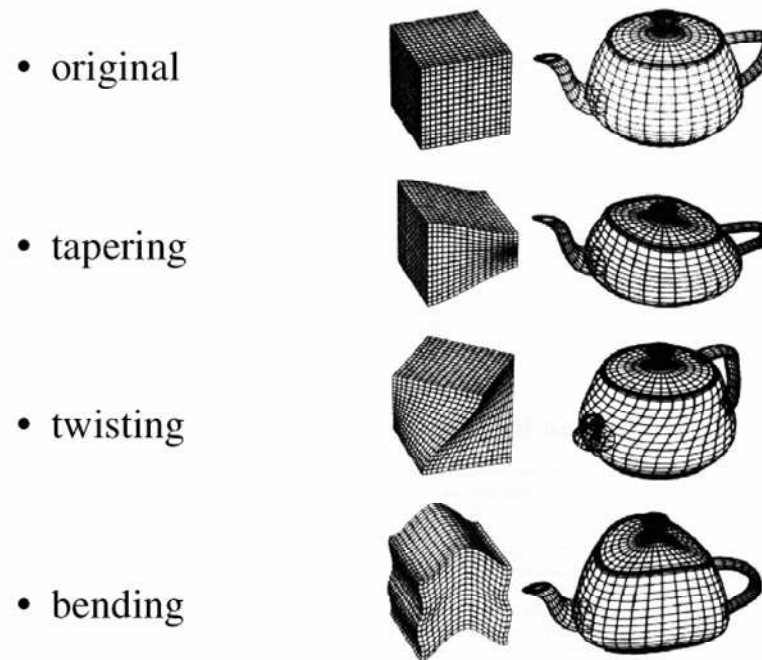 • original
• tapering
• twisting
• bending